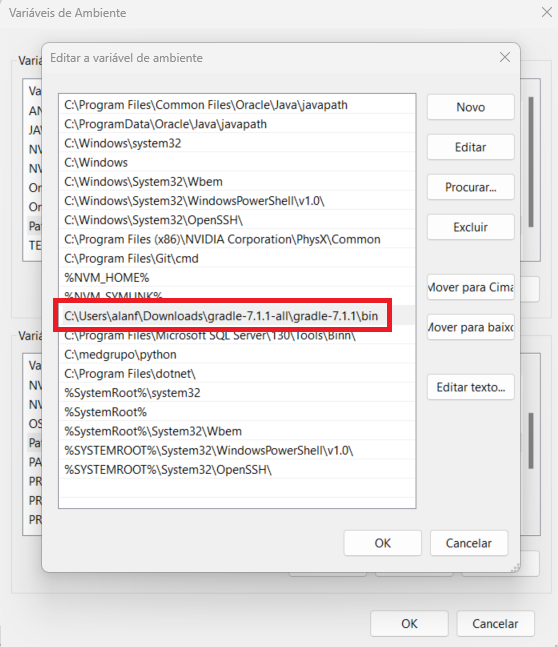 Variáveis de Ambiente
Editar a variável de ambiente
Variá
Va
AN
JA
NV
NV
On
On
Pat
TE
C:\Program Files\Common Files\Oracle\Java\javapath
C:\ProgramData\Oracle\Java\javapath
C:\Windows\system32
C:\Windows
C:\Windows\System32\Wbem
C:\Windows\System32\WindowsPowerShell\v1.0\
C:\Windows\System32\OpenSSH\
C:\Program Files (x86)\NVIDIA Corporation\PhysX\Common
C:\Program Files\Git\cmd
%NVM_HOME%
%NVM_SYMLINK%
C:\Users\alanf\Downloads\gradle-7.1.1-all\gradle-7.1.1\bin
C:\Program Files\Microsoft SQL Server\130\Tools\Binn\
C:\medgrupo\python
C:\Program Files\dotnet\
%SystemRoot%\system32
%SystemRoot%
%SystemRoot%\System32\Wbem
%SYSTEMROOT%\System32\WindowsPowerShell\v1.0\
%SYSTEMROOT%\System32\OpenSSH\
Novo
Editar
Procurar...
Excluir
Mover para Cima
Mover para baixo
Editar texto...
Variá
Va
NV
OS
Pat
PA
PR
PR
PR
OK
Cancelar
OK
Cancelar